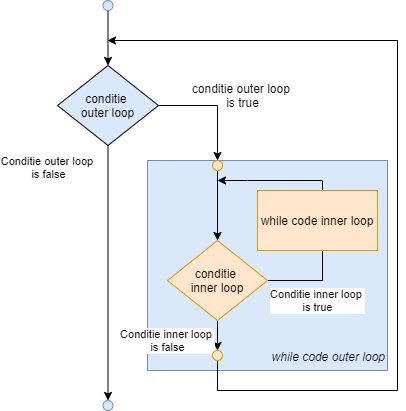 conditie
outer loop
conditie outer loop
is true
Conditie outer loop
is false
while code inner loop
conditie
inner loop
Conditie inner loop
is true
Conditie inner loop
is false
while code outer loop